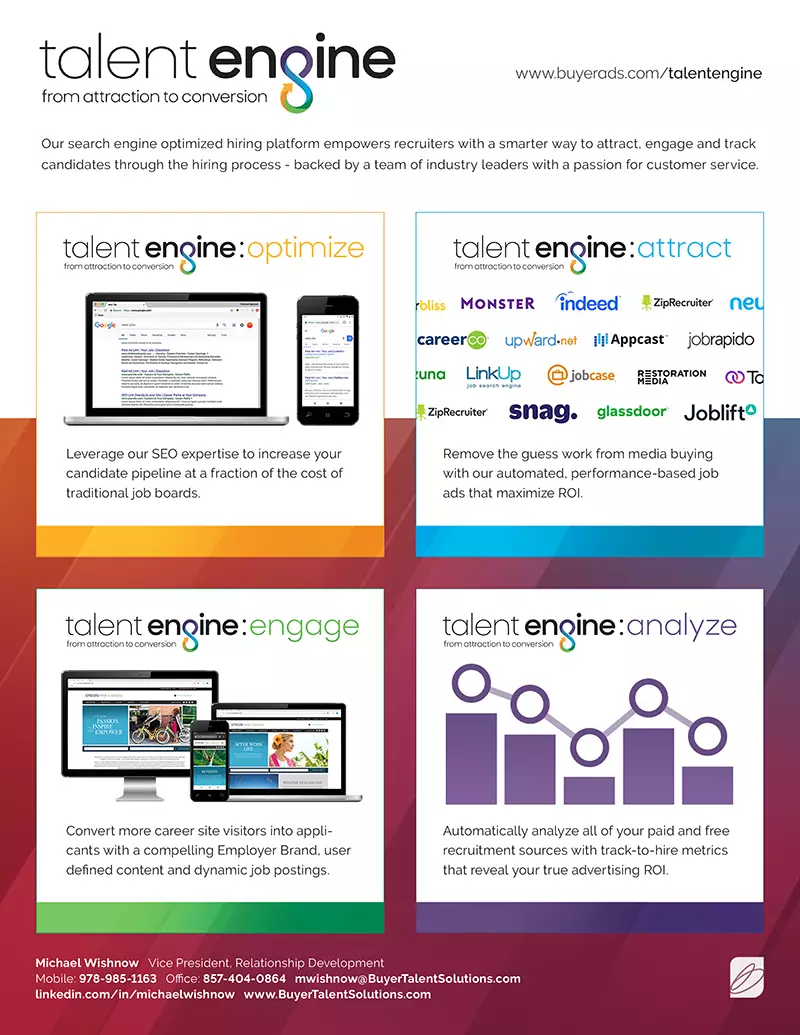 talent engine
from attraction to conversion
www.buyerads.com/talentengine
Our search engine optimized hiring platform empowers recruiters with a smarter way to attract, engage and track
candidates through the hiring process - backed by a team of industry leaders with a passion for customer service.
talent engine:optimize
from attraction to conversion
Google
Google
Leverage our SEO expertise to increase your
candidate pipeline at a fraction of the cost of
traditional job boards.
talent engine:attract
from attraction to conversion
rbliss MONSTER indeed ZipRecruiter neu
careerco upward.net Appcast jobrapido
zuna LinkUp jobcase RESTORATION MEDIA To
job search engine
ZipRecruiter snag. glassdoor Joblift
Remove the guess work from media buying
with our automated, performance-based job
ads that maximize ROI.
talent engine:engage
from attraction to conversion
PASSION
INSPIRE
EMPOWER
AFTER WORK
LIFE
BENEFITS
Convert more career site visitors into appli-
cants with a compelling Employer Brand, user
defined content and dynamic job postings.
talent engine:analyze
from attraction to conversion
Automatically analyze all of your paid and free
recruitment sources with track-to-hire metrics
that reveal your true advertising ROI.
Michael Wishnow Vice President, Relationship Development
Mobile: 978-985-1163 Office: 857-404-0864 mwishnow@BuyerTalentSolutions.com
linkedin.com/in/michaelwishnow www.BuyerTalentSolutions.com